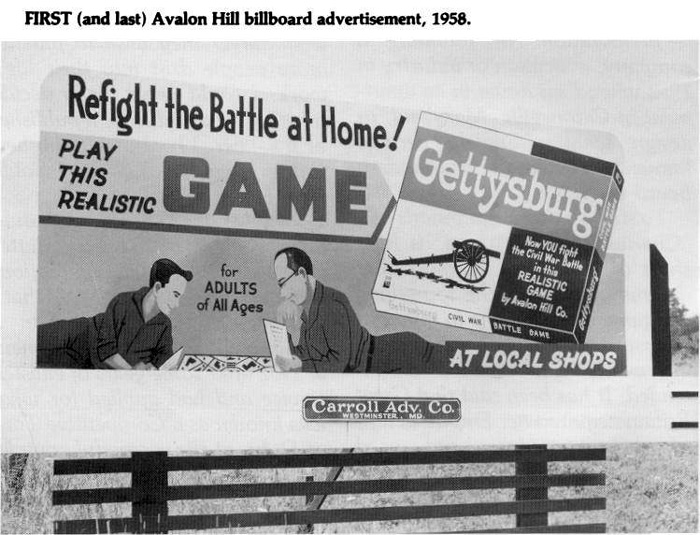 FIRST (and last) Avalon Hill billboard advertisement, 1958.
Refight the Battle at Home!
PLAY
THIS
REALISTIC
GAME
for
ADULTS
of All Ages
Gettysburg
Now YOU fight
the Civil War Battle
in this
REALISTIC
GAME
by Avalon Hill Co.
Gettysburg
CIVIL WAR
BATTLE GAME
Gettysburg
AT LOCAL SHOPS
Carroll Adv. Co.
WESTMINSTER, MD.